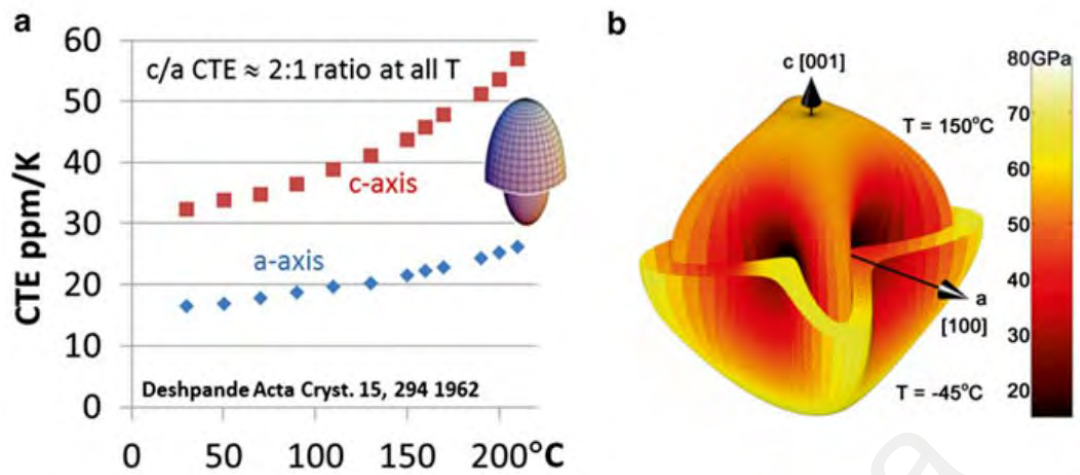 a
60
50
40
30
20
10
0
CTE ppm/K
c/a CTE ≈ 2:1 ratio at all T
c-axis
a-axis
Deshpande Acta Cryst. 15, 294 1962
0 50 100 150 200°C
b
c [001]
80GPa
T = 150°C
70
60
50
40
a
[100]
30
T = -45°C
20